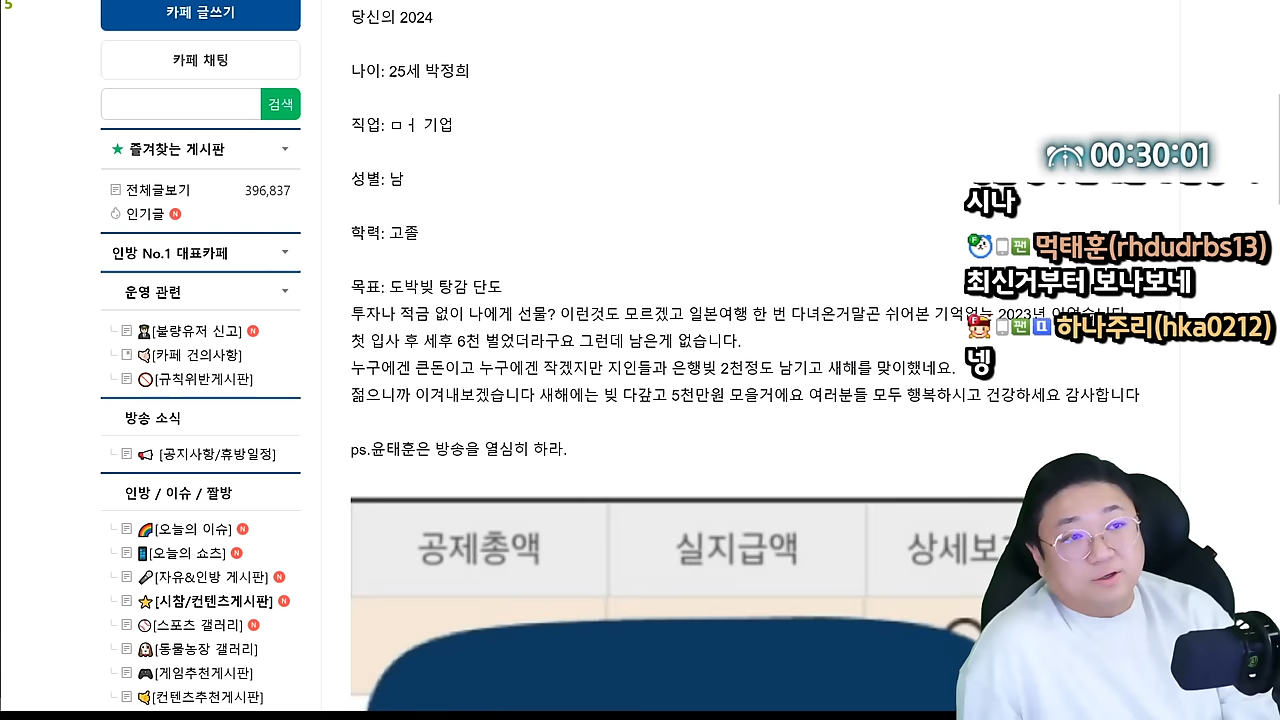 5
카페 글쓰기
카페 채팅
검색
★ 즐겨찾는 게시판
전체글보기 396,837
인기글 N
인방 No.1 대표카페
운영 관련
[불량유저 신고] N
[카페 건의사항]
[규칙위반게시판]
방송 소식
[공지사항/휴방일정]
인방 / 이슈 / 짤방
[오늘의 이슈] N
[오늘의 쇼츠] N
[자유&인방 게시판] N
[시참/컨텐츠게시판] N
[스포츠 갤러리] N
[동물농장 갤러리]
[게임추천게시판]
[컨텐츠추천게시판]
당신의 2024
나이: 25세 박정희
직업: ㅁㅓ 기업
성별: 남
학력: 고졸
목표: 도박빚 탕감 단도
투자나 적금 없이 나에게 선물? 이런것도 모르겠고 일본여행 한 번 다녀온거말곤 쉬어본 기억없는 2023년
첫 입사 후 세후 6천 벌었더라구요 그런데 남은게 없습니다.
누구에겐 큰돈이고 누구에겐 작겠지만 지인들과 은행빚 2천정도 남기고 새해를 맞이했네요.
젊으니까 이겨내보겠습니다 새해에는 빚 다갚고 5천만원 모을거에요 여러분들 모두 행복하시고 건강하세요 감사합니다
ps.윤태훈은 방송을 열심히 하라.
공제총액 실지급액 상세보
00:30:01
시나
팬 먹태훈(rhdudrbs13)
최신거부터 보나보네
팬 하나주리(hka0212)
넹